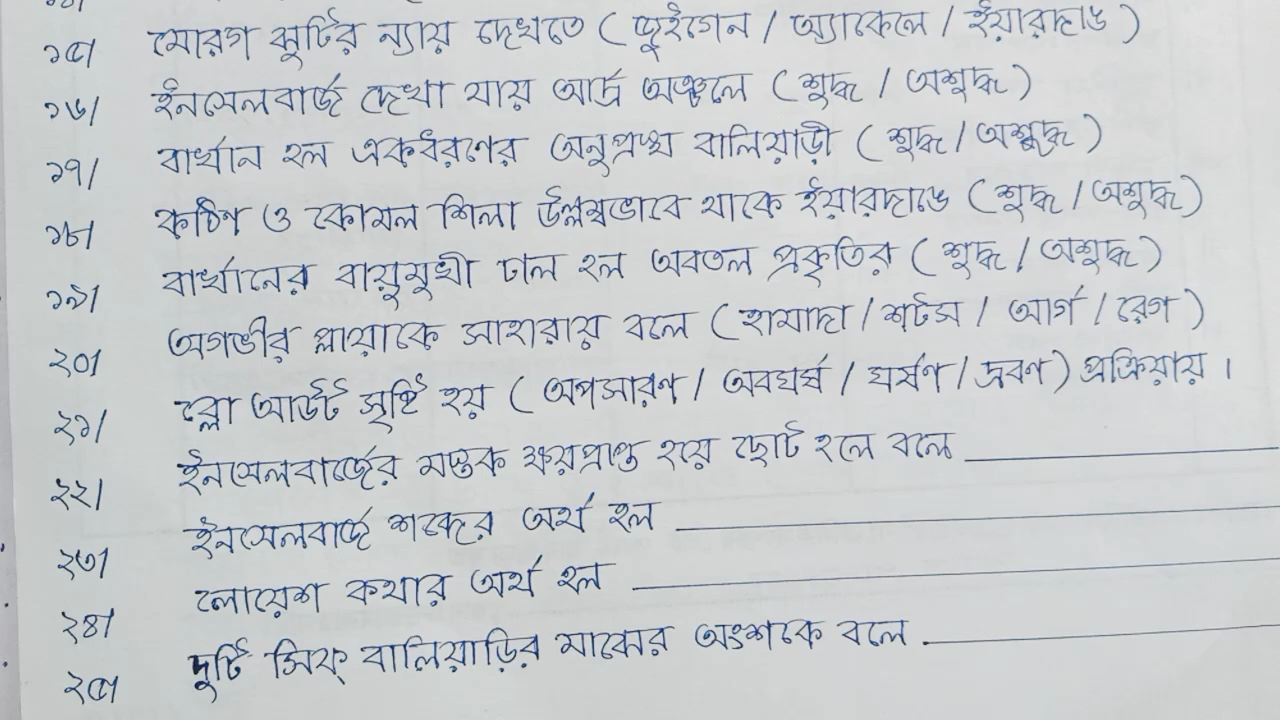 ১৫/ মোরগ ঝুটির ন্যায় দেখতে ( জুইগেন / অ্যাকেলে / ইয়ারদাঙ )
১৬/ ইনসেলবার্জ দেখা যায় আর্দ্র অঞ্চলে ( শুদ্ধ / অশুদ্ধ )
১৭/ বার্খান হল একধরণের অনুপ্রস্থ বালিয়াড়ী ( শুদ্ধ / অশুদ্ধ )
১৮/ কঠিণ ও কোমল শিলা উল্লম্বভাবে থাকে ইয়ারদাঙে ( শুদ্ধ / অশুদ্ধ )
১৯/ বার্খানের বায়ুমুখী ঢাল হল অবতল প্রকৃতির ( শুদ্ধ / অশুদ্ধ )
২০/ অগভীর প্লায়াকে সাহারায় বলে ( হামাদা / শটস / আর্গ / রেগ )
২১/ ব্লো আউট সৃষ্টি হয় ( অপসারণ / অবঘর্ষ / ঘর্ষণ / দ্রবণ ) প্রক্রিয়ায় ।
২২/ ইনসেলবার্জের মস্তক ক্ষয়প্রাপ্ত হয়ে ছোট হলে বলে
২৩/ ইনসেলবার্জ শব্দের অর্থ হল
২৪/ লোয়েশ কথার অর্থ হল
২৫/ দুটি সিফ্ বালিয়াড়ির মাঝের অংশকে বলে